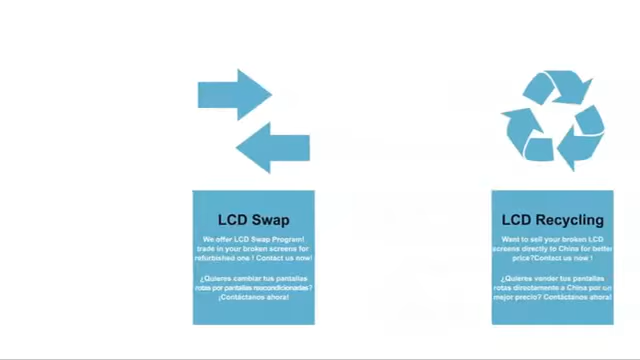 LCD Swap
We offer LCD Swap Program!
trade in your broken screens for
refurbished one ! Contact us now!
¿Quieres cambiar tus pantallas
rotas por pantallas reacondicionadas?
¡Contáctanos ahora!
LCD Recycling
Went to sell your broken LCD
screens directly to China for better
price?Contact us now !
¿Quieres vender tus pantallas
rotas directamente a China por un
mejor precio? Contáctanos ahora!